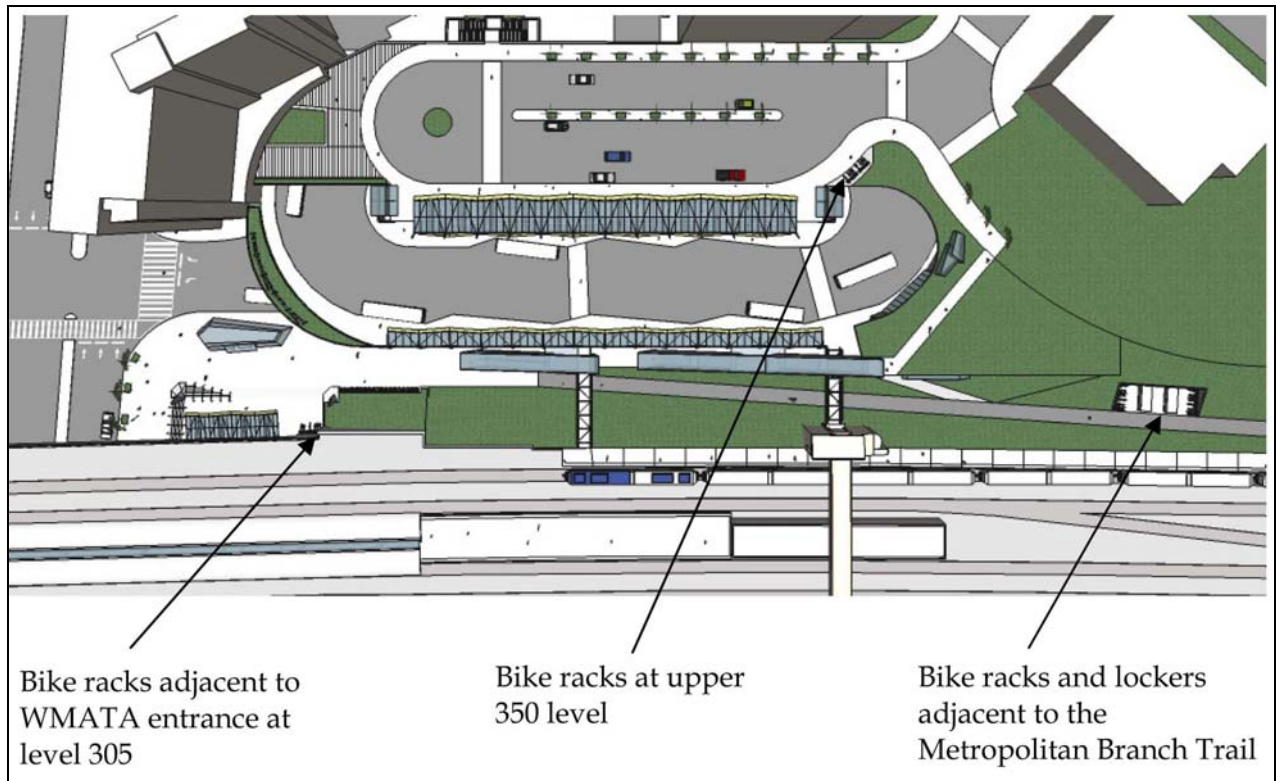 Bike racks adjacent to
WMATA entrance at
level 305
Bike racks at upper
350 level
Bike racks and lockers
adjacent to the
Metropolitan Branch Trail